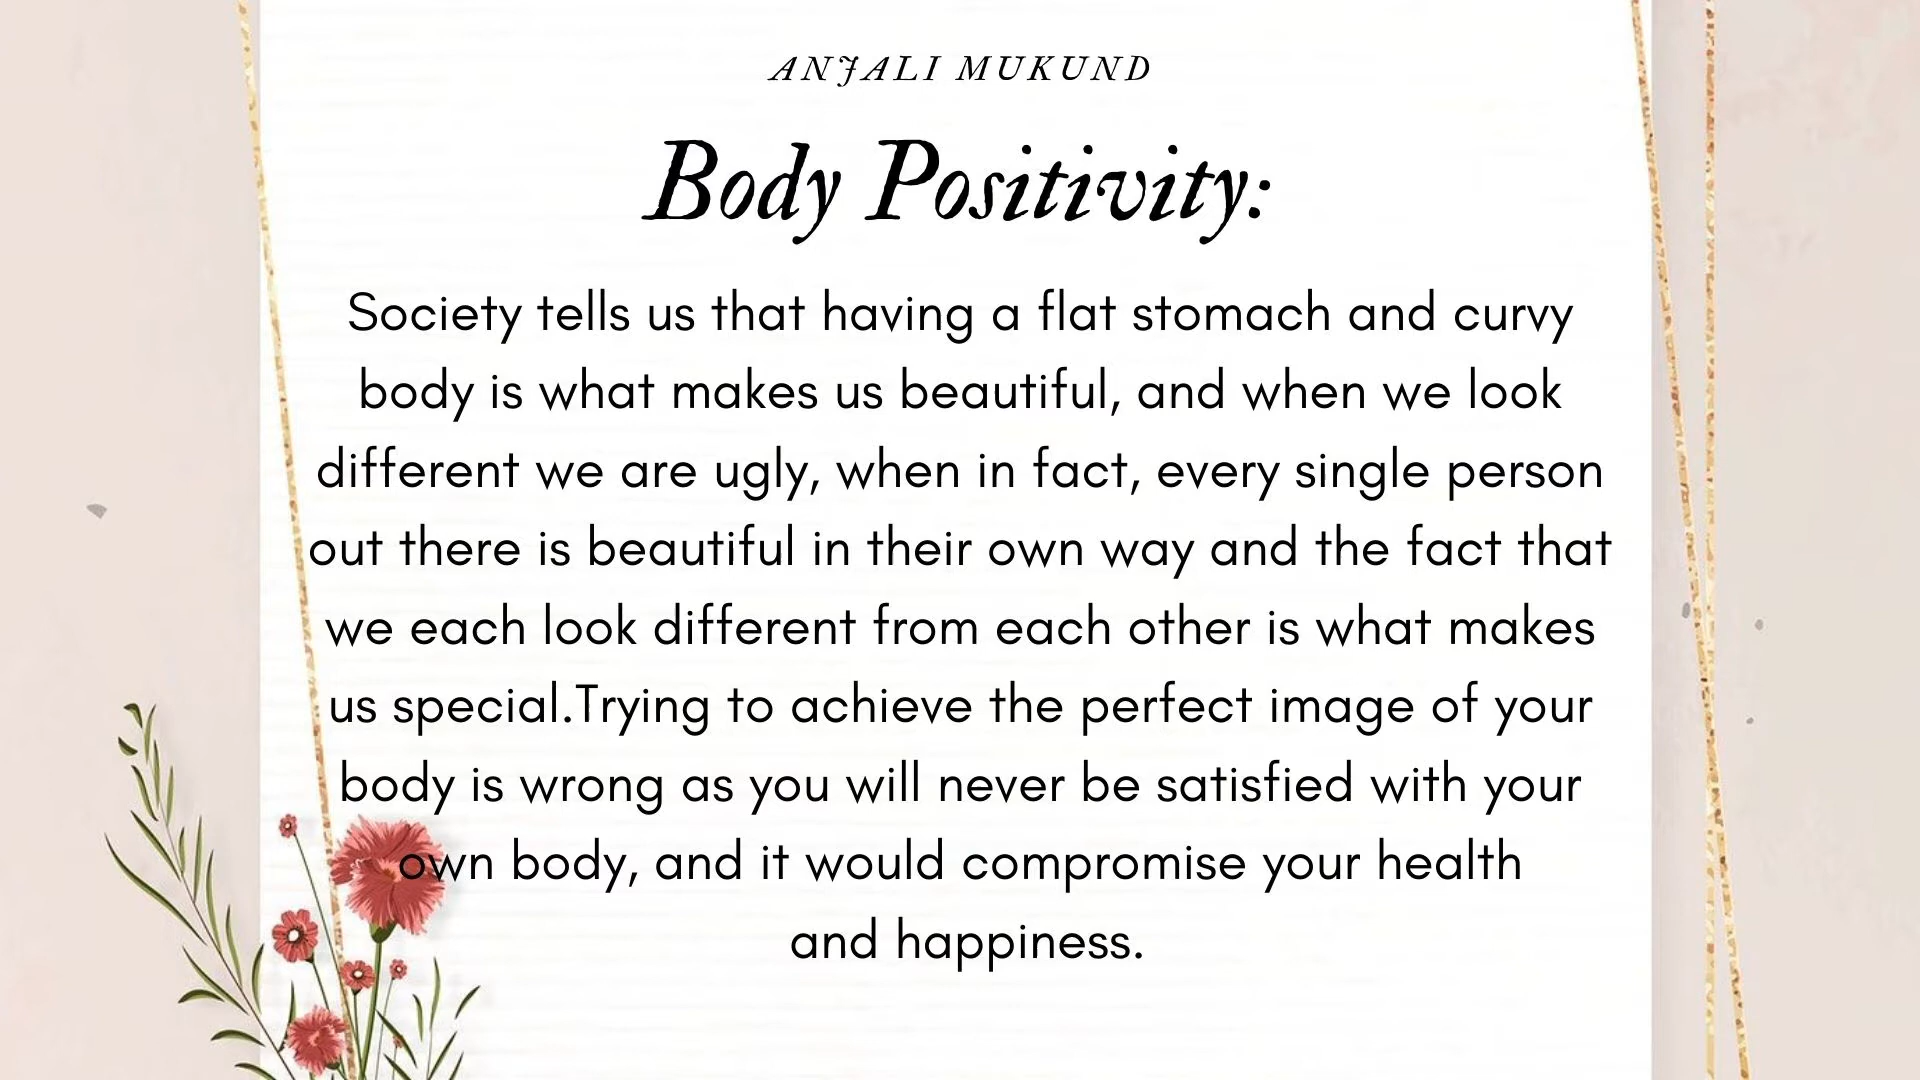 ANJALI MUKUND
Body Positivity:
Society tells us that having a flat stomach and curvy
body is what makes us beautiful, and when we look
different we are ugly, when in fact, every single person
out there is beautiful in their own way and the fact that
we each look different from each other is what makes
us special.Trying to achieve the perfect image of your
body is wrong as you will never be satisfied with your
own body, and it would compromise your health
and happiness.